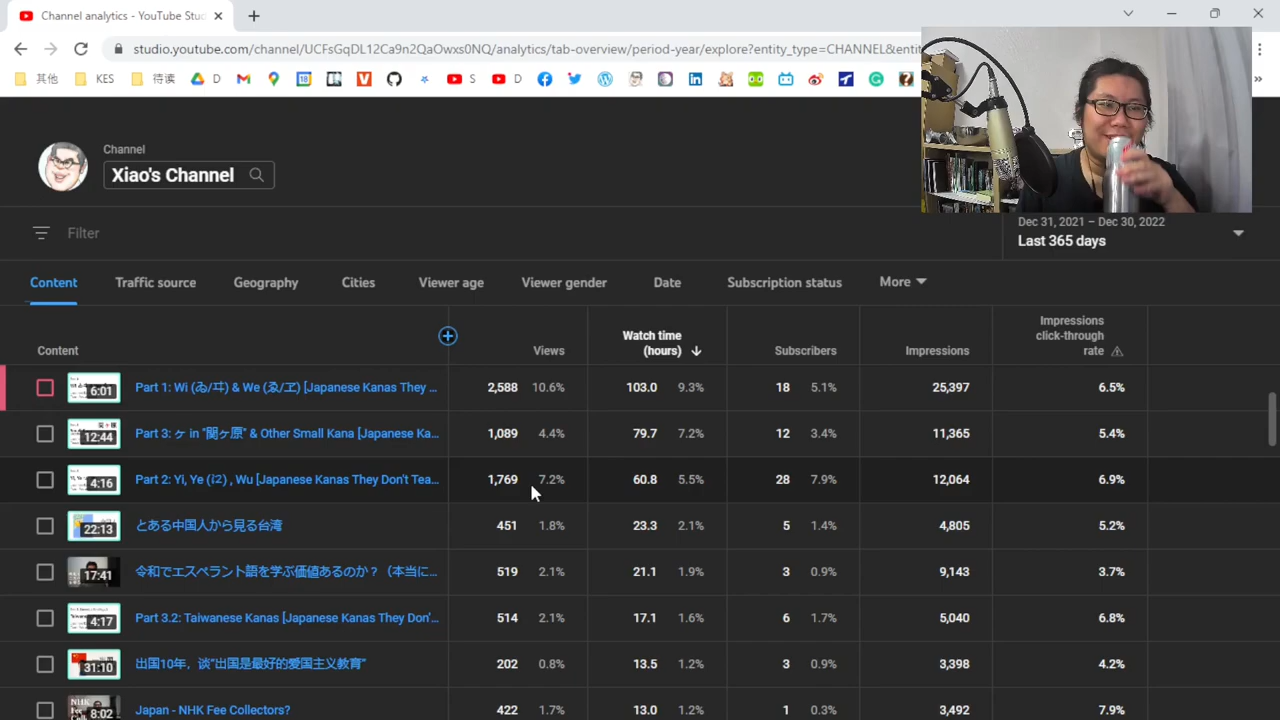 Channel analytics - YouTube Stud
studio.youtube.com/channel/UCFsGqDL12Ca9n2QaOwxs0NQ/analytics/tab-overview/period-year/explore?entity_type=CHANNEL&enti
其他 KES 待读 D S D
Channel
Xiao's Channel
Filter
Dec 31, 2021 – Dec 30, 2022
Last 365 days
Content Traffic source Geography Cities Viewer age Viewer gender Date Subscription status More
Content Views Watch time (hours) Subscribers Impressions Impressions click-through rate
6:01 Part 1: Wi (ゐ/ヰ) & We (ゑ/ヱ) [Japanese Kanas They ... 2,588 10.6% 103.0 9.3% 18 5.1% 25,397 6.5%
12:44 Part 3: ヶ in "関ヶ原" & Other Small Kana [Japanese Ka... 1,089 4.4% 79.7 7.2% 12 3.4% 11,365 5.4%
4:16 Part 2: Yi, Ye , Wu [Japanese Kanas They Don't Tea... 1,769 7.2% 60.8 5.5% 28 7.9% 12,064 6.9%
22:13 とある中国人から見る台湾 451 1.8% 23.3 2.1% 5 1.4% 4,805 5.2%
17:41 令和でエスペラント語を学ぶ価値あるのか？（本当に... 519 2.1% 21.1 1.9% 3 0.9% 9,143 3.7%
4:17 Part 3.2: Taiwanese Kanas [Japanese Kanas They Don'... 514 2.1% 17.1 1.6% 6 1.7% 5,040 6.8%
31:10 出国10年，谈"出国是最好的爱国主义教育" 202 0.8% 13.5 1.2% 3 0.9% 3,398 4.2%
NHK Fee 8:02 Japan - NHK Fee Collectors? 422 1.7% 13.0 1.2% 1 0.3% 3,492 7.9%